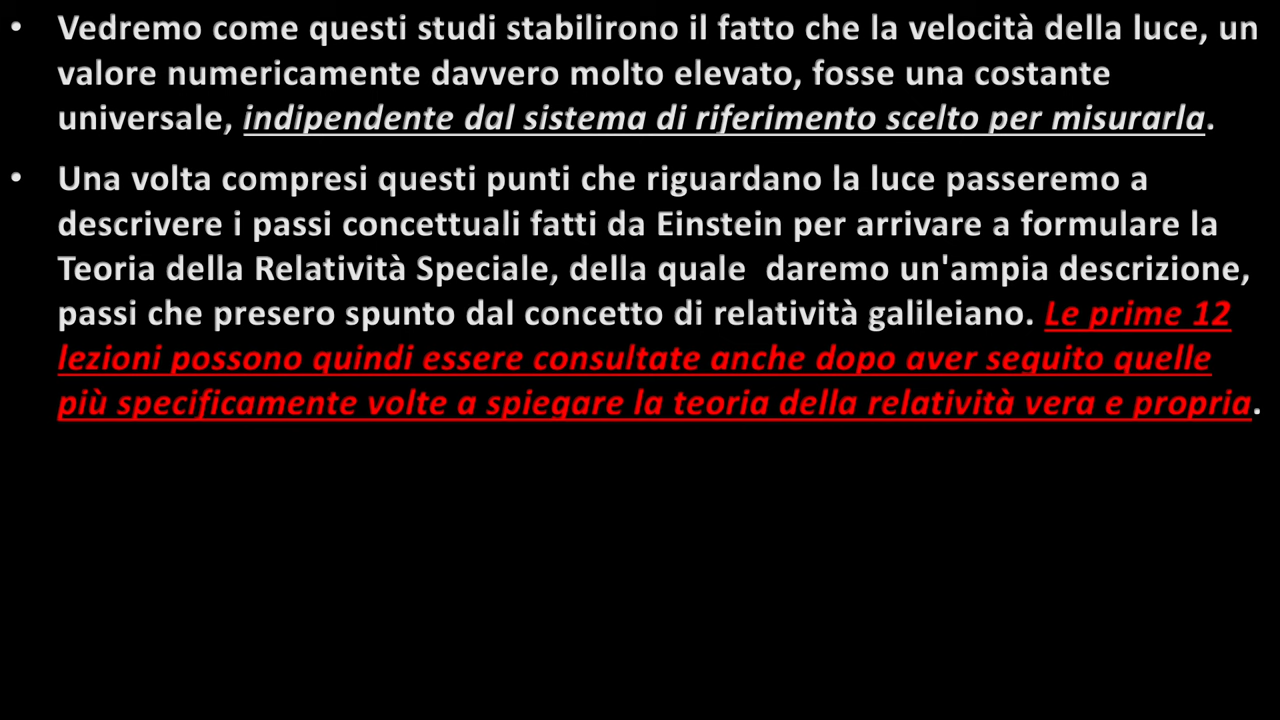 • Vedremo come questi studi stabilirono il fatto che la velocità della luce, un
valore numericamente davvero molto elevato, fosse una costante
universale, indipendente dal sistema di riferimento scelto per misurarla.
• Una volta compresi questi punti che riguardano la luce passeremo a
descrivere i passi concettuali fatti da Einstein per arrivare a formulare la
Teoria della Relatività Speciale, della quale  daremo un'ampia descrizione,
passi che presero spunto dal concetto di relatività galileiano. Le prime 12
lezioni possono quindi essere consultate anche dopo aver seguito quelle
più specificamente volte a spiegare la teoria della relatività vera e propria.